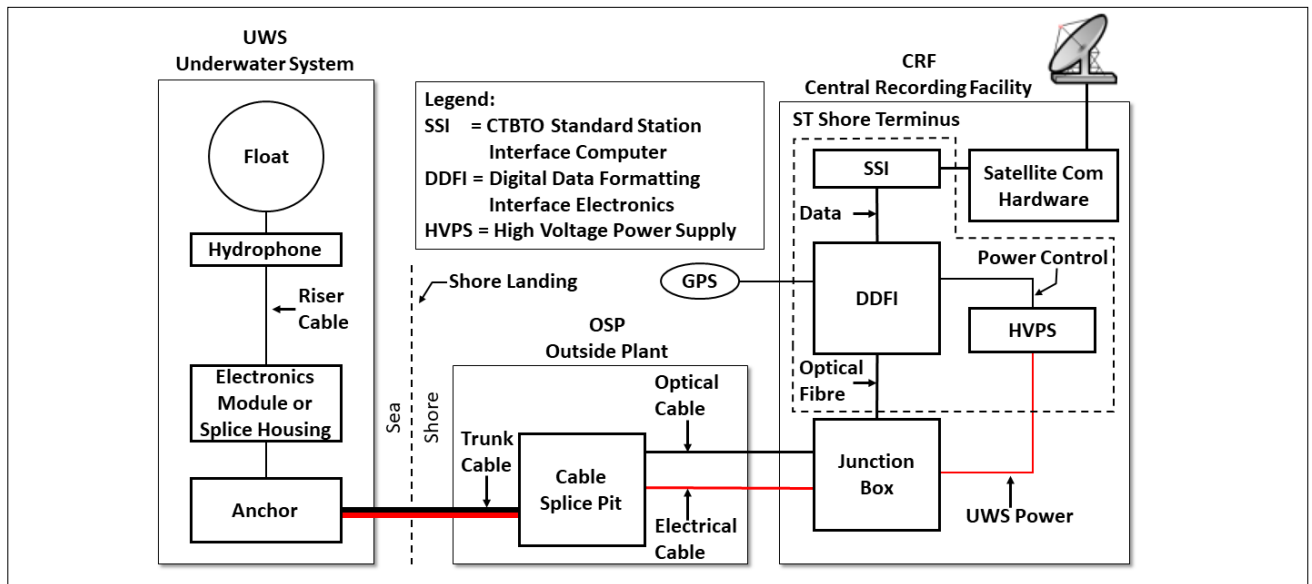 UWS
Underwater System
Float
Hydrophone
Riser
Cable
Electronics
Module or
Splice Housing
Anchor
Legend:
SSI = CTBTO Standard Station
Interface Computer
DDFI = Digital Data Formatting
Interface Electronics
HVPS = High Voltage Power Supply
Shore Landing
Sea
Shore
OSP
Outside Plant
Trunk
Cable
Cable
Splice Pit
Optical
Cable
Electrical
Cable
GPS
CRF
Central Recording Facility
ST Shore Terminus
SSI
Satellite Com
Hardware
Data
DDFI
Power Control
HVPS
Optical
Fibre
Junction
Box
UWS Power